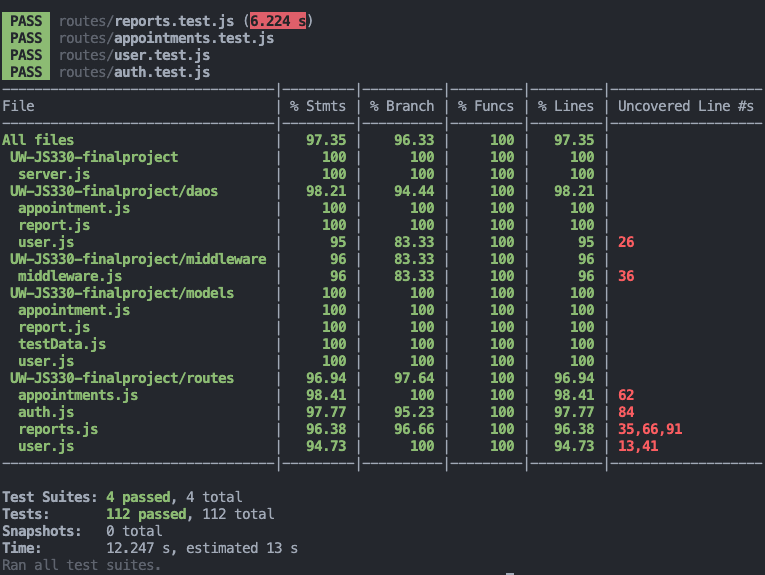 PASS routes/reports.test.js (6.224 s)
PASS routes/appointments.test.js
PASS routes/user.test.js
PASS routes/auth.test.js
File | % Stmts | % Branch | % Funcs | % Lines | Uncovered Line #s
All files | 97.35 | 96.33 | 100 | 97.35 |
UW-JS330-finalproject | 100 | 100 | 100 | 100 |
server.js | 100 | 100 | 100 | 100 |
UW-JS330-finalproject/daos | 98.21 | 94.44 | 100 | 98.21 |
appointment.js | 100 | 100 | 100 | 100 |
report.js | 100 | 100 | 100 | 100 |
user.js | 95 | 83.33 | 100 | 95 | 26
UW-JS330-finalproject/middleware | 96 | 83.33 | 100 | 96 |
middleware.js | 96 | 83.33 | 100 | 96 | 36
UW-JS330-finalproject/models | 100 | 100 | 100 | 100 |
appointment.js | 100 | 100 | 100 | 100 |
report.js | 100 | 100 | 100 | 100 |
testData.js | 100 | 100 | 100 | 100 |
user.js | 100 | 100 | 100 | 100 |
UW-JS330-finalproject/routes | 96.94 | 97.64 | 100 | 96.94 |
appointments.js | 98.41 | 100 | 100 | 98.41 | 62
auth.js | 97.77 | 95.23 | 100 | 97.77 | 84
reports.js | 96.38 | 96.66 | 100 | 96.38 | 35,66,91
user.js | 94.73 | 100 | 100 | 94.73 | 13,41
Test Suites: 4 passed, 4 total
Tests: 112 passed, 112 total
Snapshots: 0 total
Time: 12.247 s, estimated 13 s
Ran all test suites.